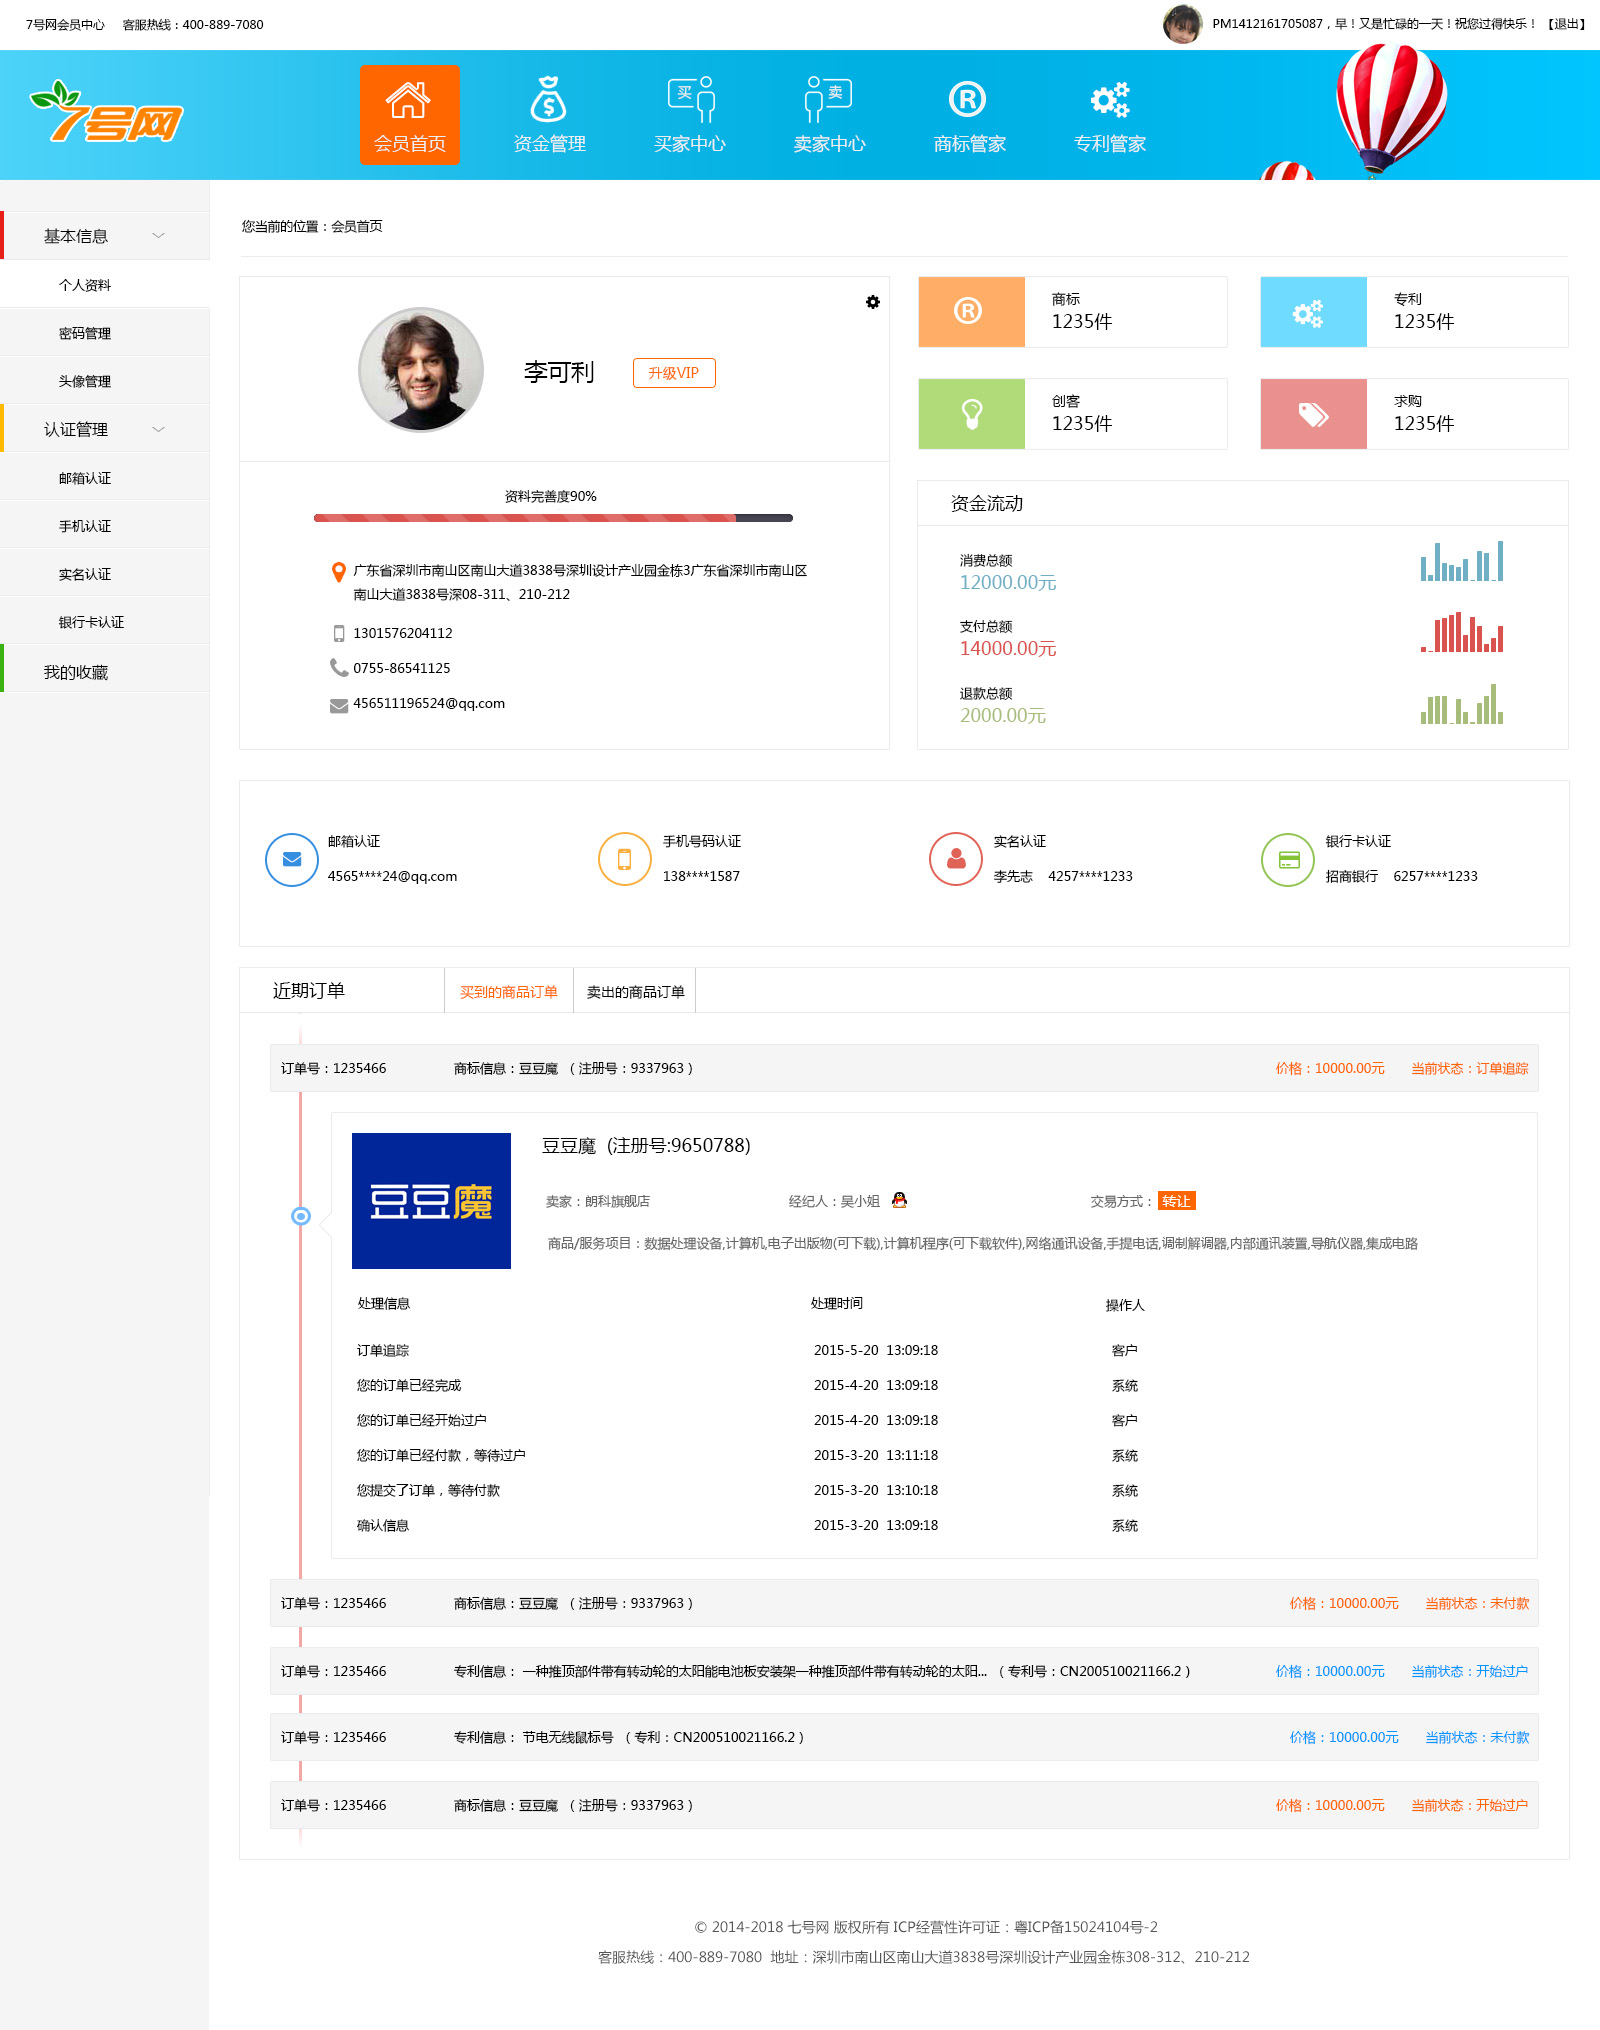 7号网会员中心 客服热线：400-889-7080
PM1412161705087，早！又是忙碌的一天！祝您过得快乐！【退出】
7号网
买
卖
会员首页 资金管理 买家中心 卖家中心 商标管家 专利管家
基本信息
个人资料
密码管理
头像管理
认证管理
邮箱认证
手机认证
实名认证
银行卡认证
我的收藏
您当前的位置：会员首页
李可利
升级VIP
资料完善度90%
广东省深圳市南山区南山大道3838号深圳设计产业园金栋3广东省深圳市南山区
南山大道3838号深08-311、210-212
1301576204112
0755-86541125
456511196524@qq.com
商标
1235件
专利
1235件
创客
1235件
求购
1235件
资金流动
消费总额
12000.00元
支付总额
14000.00元
退款总额
2000.00元
邮箱认证
4565****24@qq.com
手机号码认证
138****1587
实名认证
李先志 4257****1233
银行卡认证
招商银行 6257****1233
近期订单 买到的商品订单 卖出的商品订单
订单号：1235466 商标信息：豆豆魔 （注册号：9337963） 价格：10000.00元 当前状态：订单追踪
豆豆魔
豆豆魔 (注册号:9650788)
卖家：朗科旗舰店 经纪人：吴小姐 交易方式：转让
商品/服务项目：数据处理设备,计算机,电子出版物(可下载),计算机程序(可下载软件),网络通讯设备,手提电话,调制解调器,内部通讯装置,导航仪器,集成电路
处理信息 处理时间 操作人
订单追踪 2015-5-20 13:09:18 客户
您的订单已经完成 2015-4-20 13:09:18 系统
您的订单已经开始过户 2015-4-20 13:09:18 客户
您的订单已经付款，等待过户 2015-3-20 13:11:18 系统
您提交了订单，等待付款 2015-3-20 13:10:18 系统
确认信息 2015-3-20 13:09:18 系统
订单号：1235466 商标信息：豆豆魔 （注册号：9337963） 价格：10000.00元 当前状态：未付款
订单号：1235466 专利信息： 一种推顶部件带有转动轮的太阳能电池板安装架一种推顶部件带有转动轮的太阳... （专利号：CN200510021166.2） 价格：10000.00元 当前状态：开始过户
订单号：1235466 专利信息： 节电无线鼠标号 （专利：CN200510021166.2） 价格：10000.00元 当前状态：未付款
订单号：1235466 商标信息：豆豆魔 （注册号：9337963） 价格：10000.00元 当前状态：开始过户
© 2014-2018 七号网 版权所有 ICP经营性许可证：粤ICP备15024104号-2
客服热线：400-889-7080 地址：深圳市南山区南山大道3838号深圳设计产业园金栋308-312、210-212